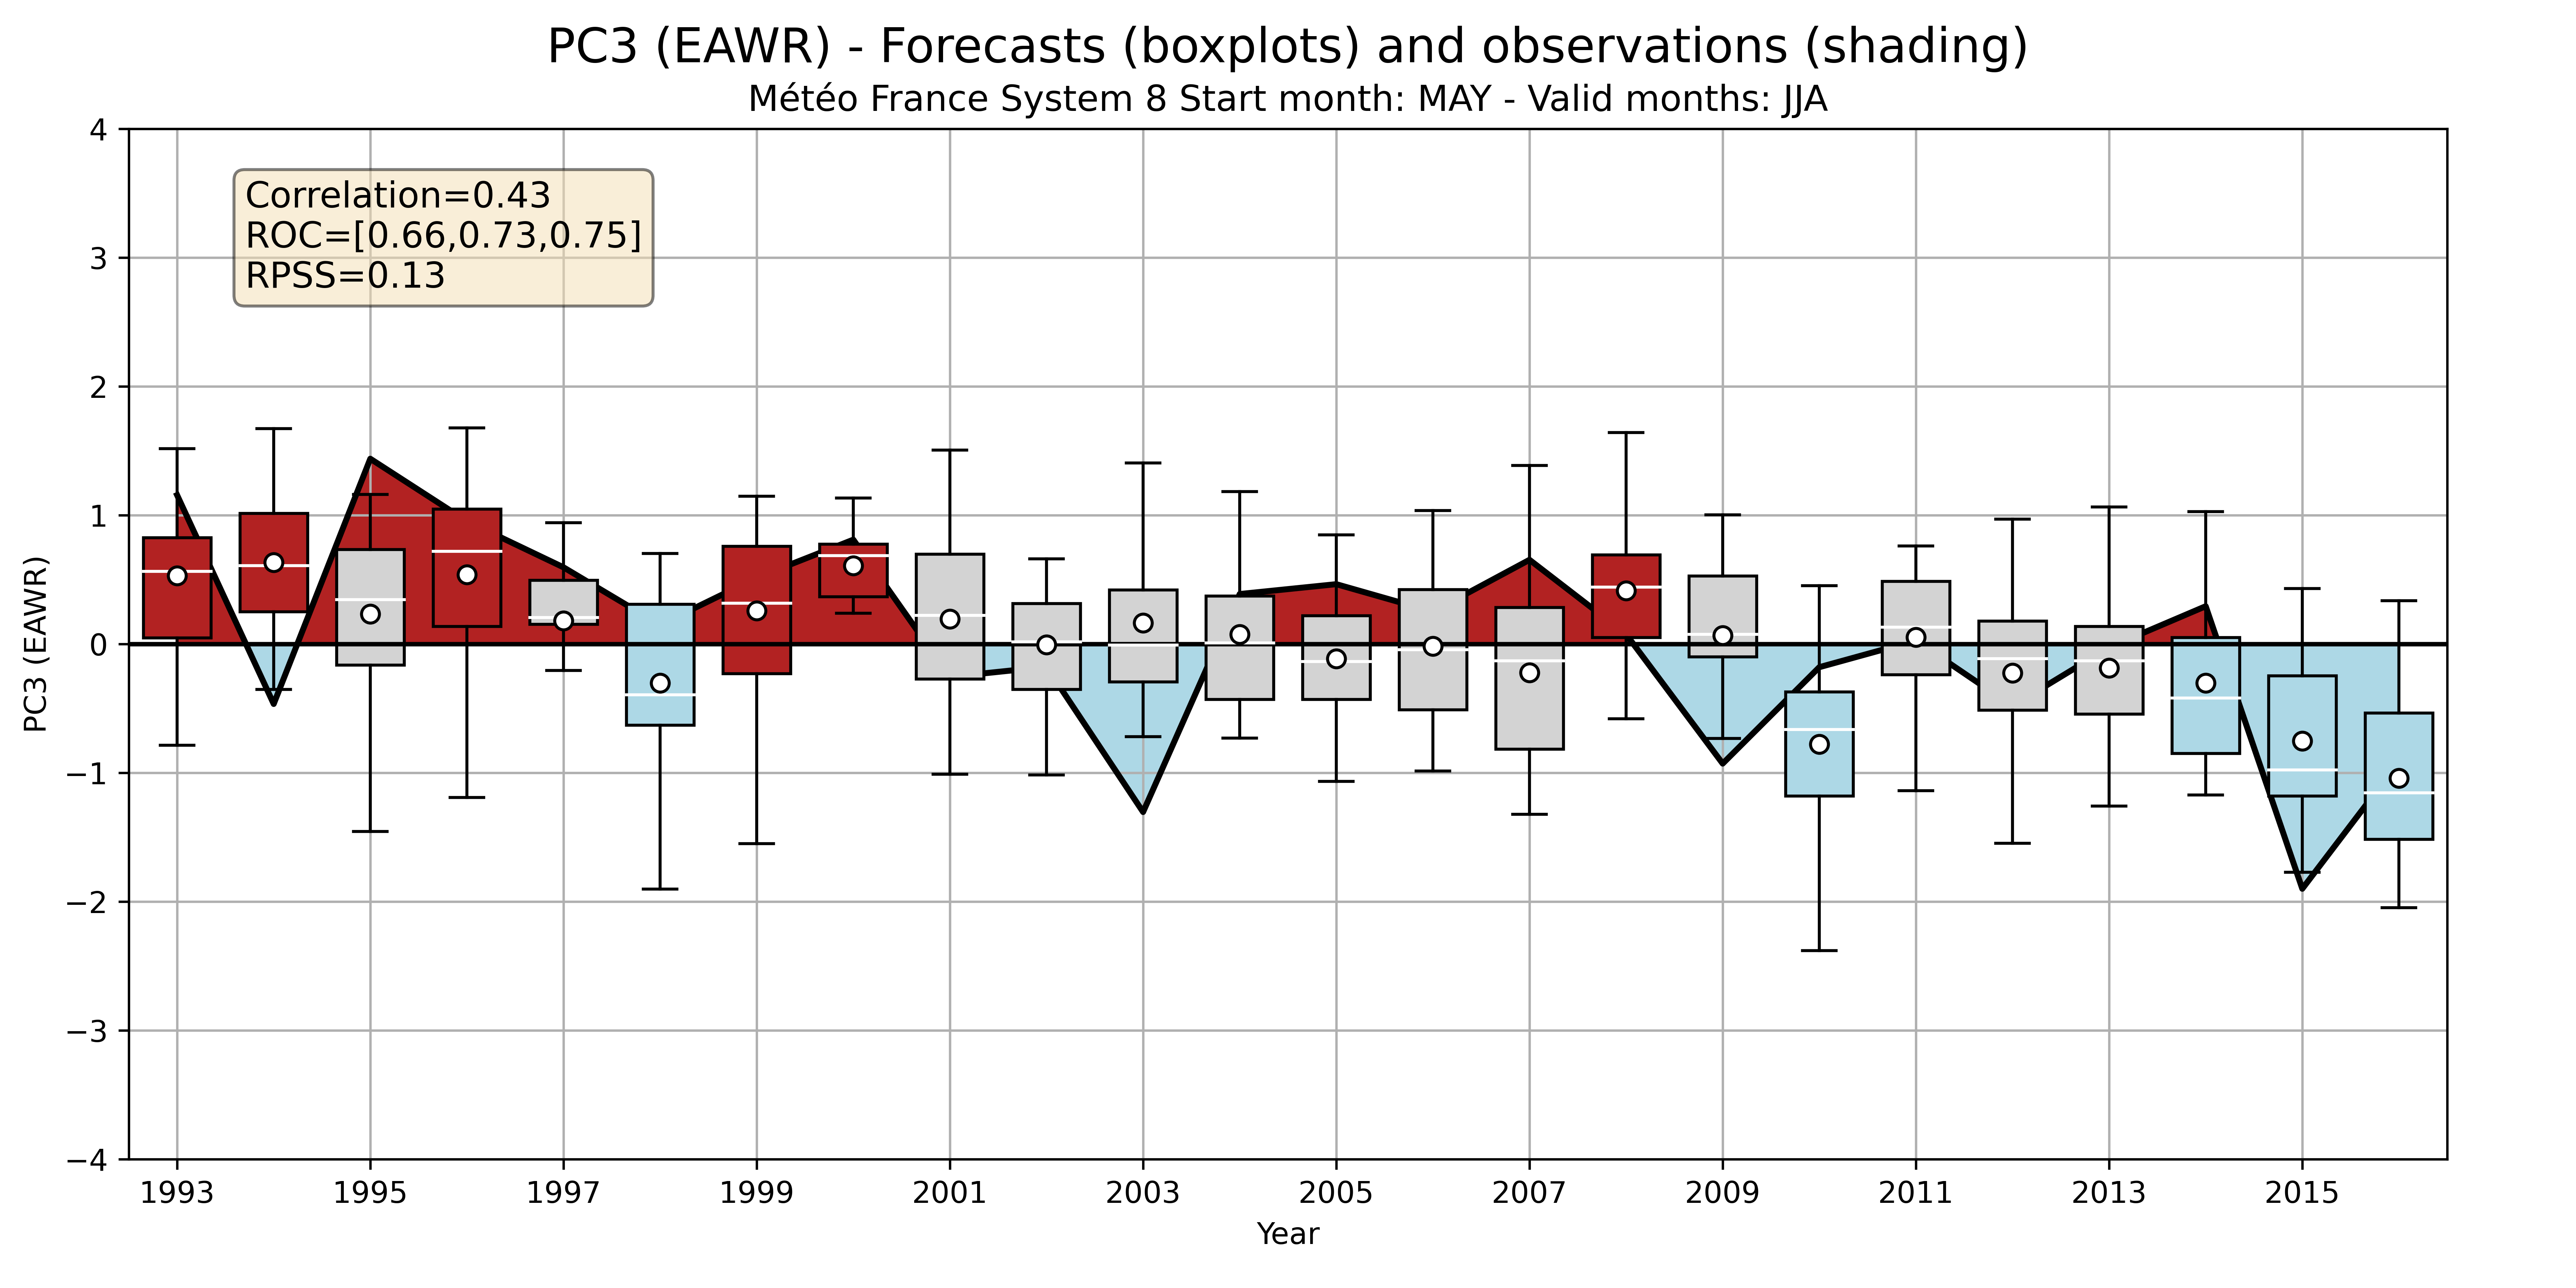 PC3 (EAWR) - Forecasts (boxplots) and observations (shading)
Météo France System 8 Start month: MAY - Valid months: JJA
Correlation=0.43
ROC=[0.66,0.73,0.75]
RPSS=0.13
PC3 (EAWR)
4
3
2
1
0
−1
−2
−3
−4
1993 1995 1997 1999 2001 2003 2005 2007 2009 2011 2013 2015
Year